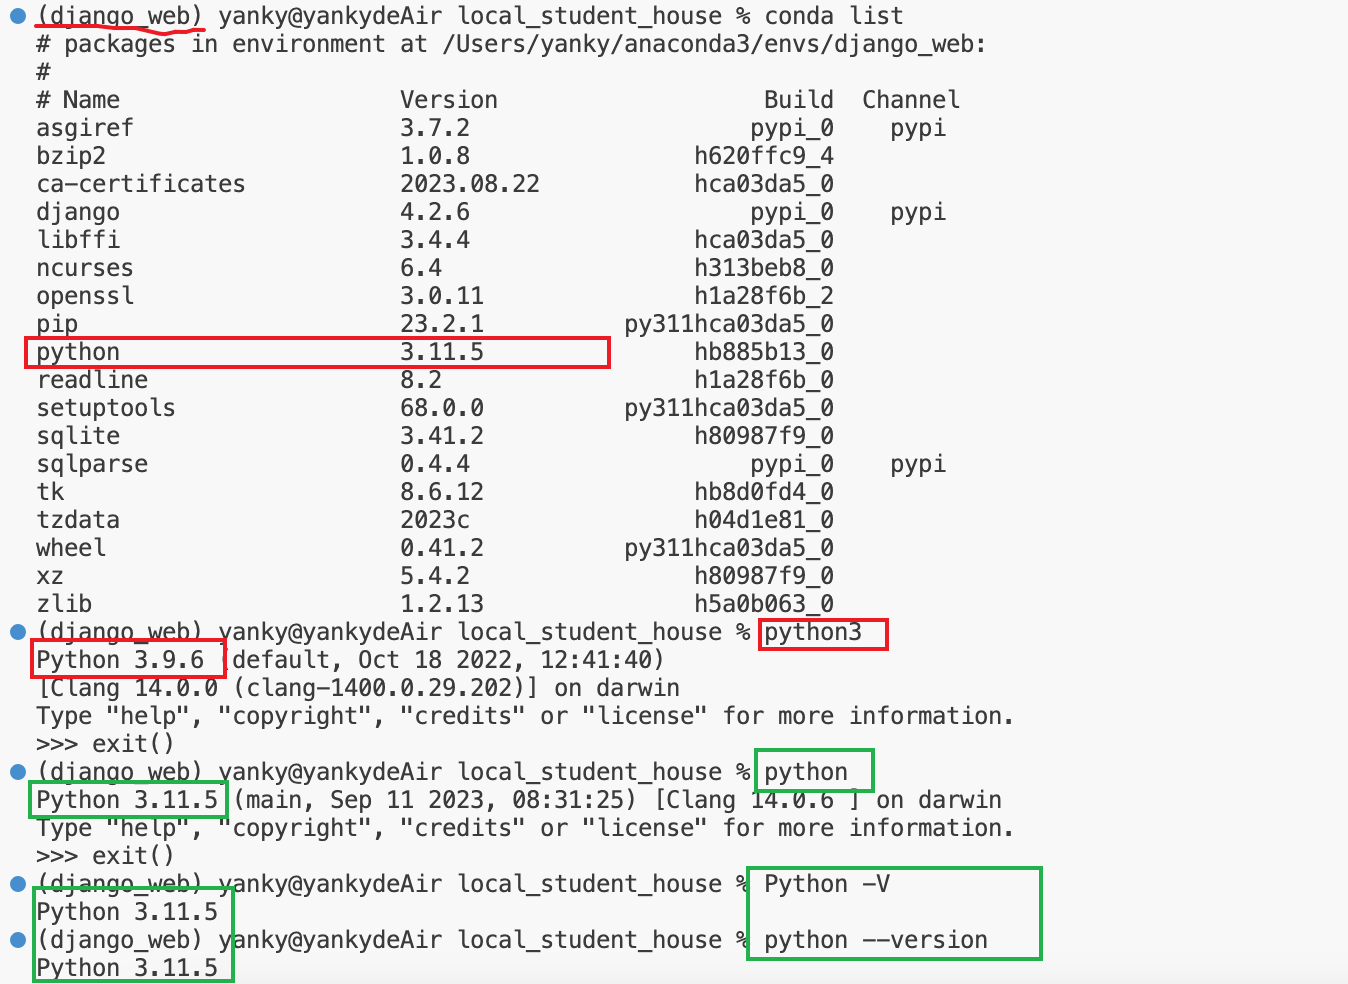 (django_web) yanky@yankydeAir local_student_house % conda list
# packages in environment at /Users/yanky/anaconda3/envs/django_web:
#
# Name Version Build Channel
asgiref 3.7.2 pypi_0 pypi
bzip2 1.0.8 h620ffc9_4
ca-certificates 2023.08.22 hca03da5_0
django 4.2.6 pypi_0 pypi
libffi 3.4.4 hca03da5_0
ncurses 6.4 h313beb8_0
openssl 3.0.11 h1a28f6b_2
pip 23.2.1 py311hca03da5_0
python 3.11.5 hb885b13_0
readline 8.2 h1a28f6b_0
setuptools 68.0.0 py311hca03da5_0
sqlite 3.41.2 h80987f9_0
sqlparse 0.4.4 pypi_0 pypi
tk 8.6.12 hb8d0fd4_0
tzdata 2023c h04d1e81_0
wheel 0.41.2 py311hca03da5_0
xz 5.4.2 h80987f9_0
zlib 1.2.13 h5a0b063_0
(django_web) yanky@yankydeAir local_student_house % python3
Python 3.9.6 (default, Oct 18 2022, 12:41:40)
[Clang 14.0.0 (clang-1400.0.29.202)] on darwin
Type "help", "copyright", "credits" or "license" for more information.
>>> exit()
(django_web) yanky@yankydeAir local_student_house % python
Python 3.11.5 (main, Sep 11 2023, 08:31:25) [Clang 14.0.6 ] on darwin
Type "help", "copyright", "credits" or "license" for more information.
>>> exit()
(django_web) yanky@yankydeAir local_student_house % Python -V
Python 3.11.5
(django_web) yanky@yankydeAir local_student_house % python --version
Python 3.11.5